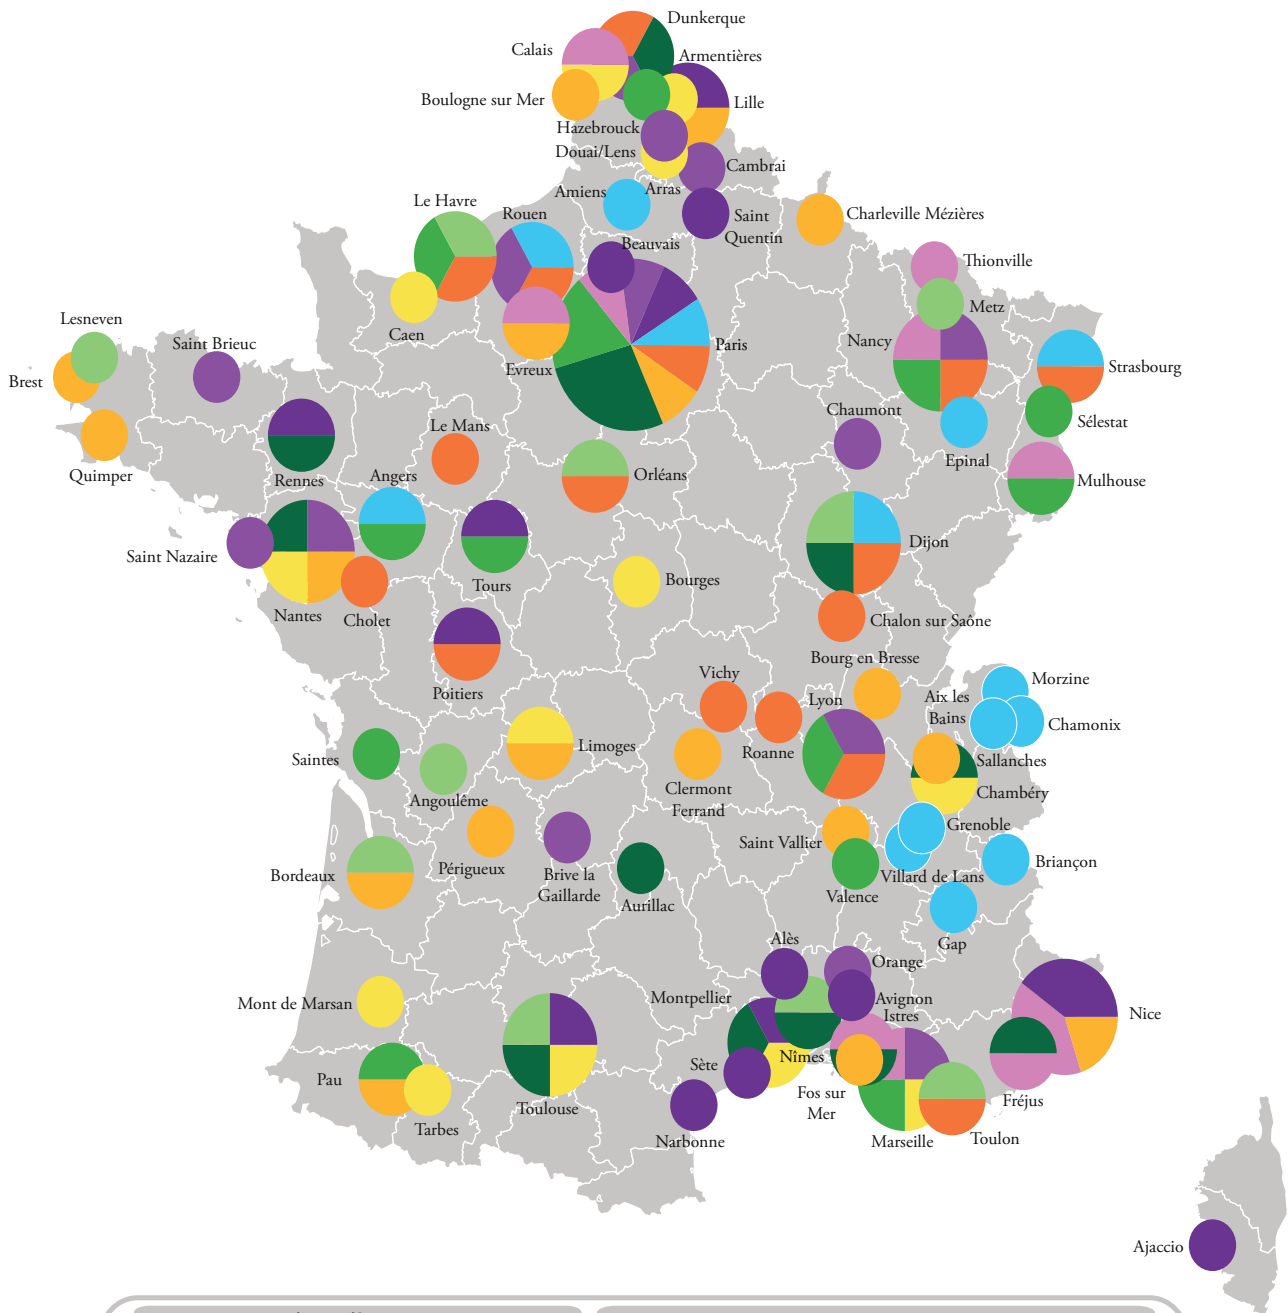 Dunkerque
Calais
Armentières
Boulogne sur Mer
Lille
Hazebrouck
Douai/Lens
Cambrai
Amiens
Arras
Le Havre
Rouen
Saint
Quentin
Charleville Mézières
Beauvais
Thionville
Metz
Lesneven
Caen
Saint Brieuc
Paris
Nancy
Evreux
Strasbourg
Brest
Chaumont
Sélestat
Le Mans
Epinal
Quimper
Rennes
Angers
Orléans
Mulhouse
Dijon
Saint Nazaire
Tours
Bourges
Nantes
Cholet
Chalon sur Saône
Bourg en Bresse
Vichy
Morzine
Poitiers
Aix les
Bains
Lyon
Chamonix
Limoges
Roanne
Saintes
Sallanches
Clermont
Ferrand
Chambéry
Angoulême
Grenoble
Saint Vallier
Périgueux
Briançon
Bordeaux
Brive la
Gaillarde
Villard de Lans
Valence
Aurillac
Gap
Alès
Orange
Montpellier
Avignon
Mont de Marsan
Istres
Nice
Nîmes
Sète
Pau
Fos sur
Mer
Fréjus
Toulouse
Tarbes
Narbonne
Marseille
Toulon
Ajaccio